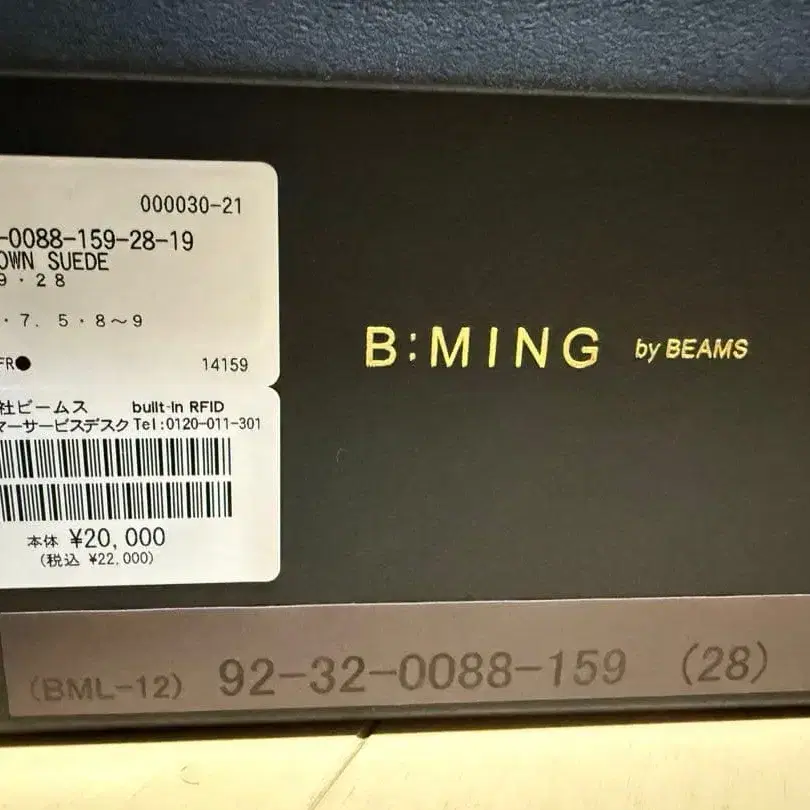 000030-21
-0088-159-28-19
OWN SUEDE
9・28
・7.5・8〜9
FR●
14159
社ビームス built-in RFID
マーサービスデスク Tel:0120-011-301
本体 ¥20,000
(税込 ¥22,000)
B:MING by BEAMS
(BML-12) 92-32-0088-159 (28)